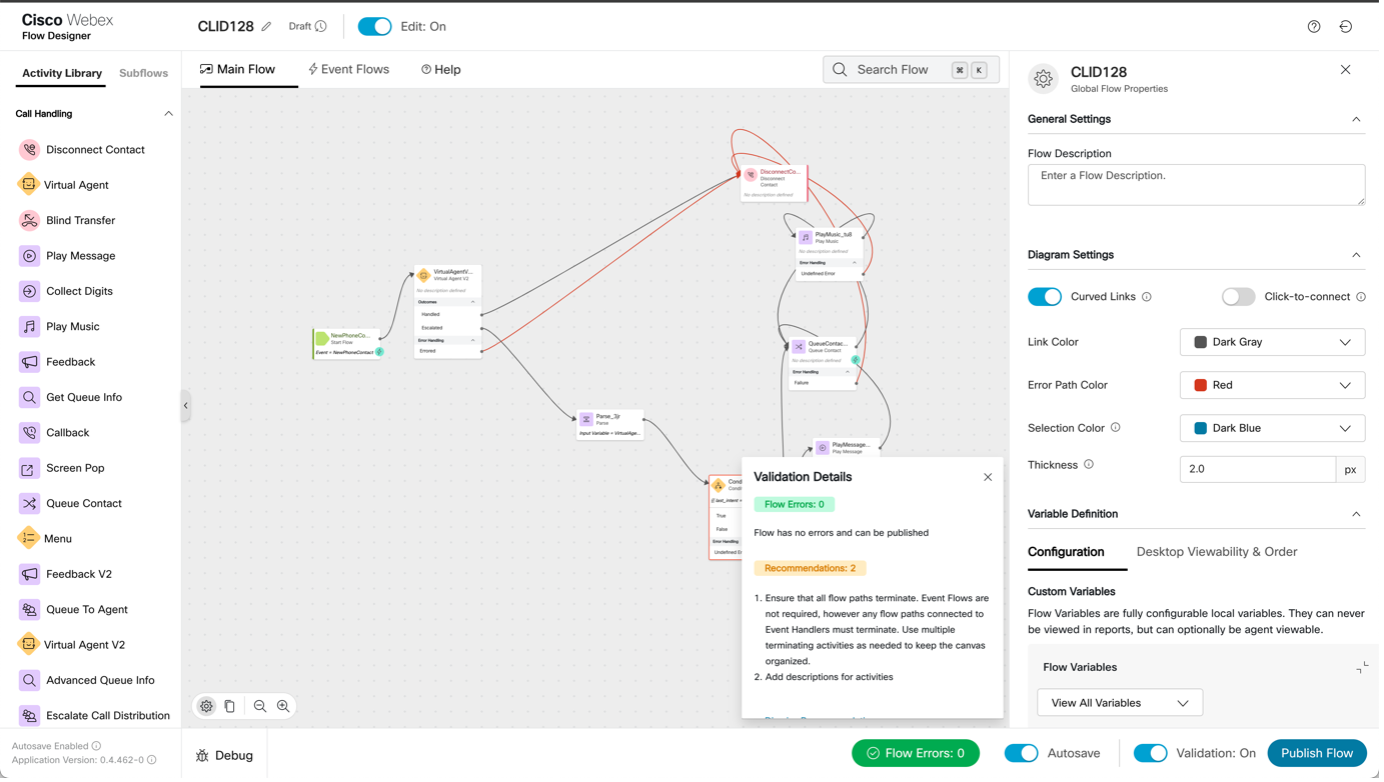 Cisco Webex
Flow Designer
CLID128
Draft
Edit: On
Activity Library
Subflows
Main Flow
Event Flows
Help
Search Flow
⌘
K
Call Handling
Disconnect Contact
Virtual Agent
Blind Transfer
Play Message
Collect Digits
Play Music
Feedback
Get Queue Info
Callback
Screen Pop
Queue Contact
Menu
Feedback V2
Queue To Agent
Virtual Agent V2
Advanced Queue Info
Escalate Call Distribution
Autosave Enabled
Application Version: 0.4.462-0
NewPhoneCo...
Start Flow
Event = NewPhoneContact
VirtualAgentV...
Virtual Agent V2
No description defined
Outcomes
Handled
Escalated
Error Handling
Errored
DisconnectCo...
Disconnect
Contact
No description defined
PlayMusic_tu8
Play Music
No description defined
Error Handling
Undefined Error
QueueContac...
Queue Contact
No description defined
Error Handling
Failure
Parse_3jr
Parse
Input Variable = VirtualAge...
PlayMessage...
Play Message
Cond
Condi
True
False
Error Handling
Undefined Er
Validation Details
Flow Errors: 0
Flow has no errors and can be published
Recommendations: 2
1. Ensure that all flow paths terminate. Event Flows are
not required, however any flow paths connected to
Event Handlers must terminate. Use multiple
terminating activities as needed to keep the canvas
organized.
2. Add descriptions for activities
CLID128
Global Flow Properties
General Settings
Flow Description
Enter a Flow Description.
Diagram Settings
Curved Links
Click-to-connect
Link Color
Dark Gray
Error Path Color
Red
Selection Color
Dark Blue
Thickness
2.0
px
Variable Definition
Configuration
Desktop Viewability & Order
Custom Variables
Flow Variables are fully configurable local variables. They can never
be viewed in reports, but can optionally be agent viewable.
Flow Variables
View All Variables
Debug
Flow Errors: 0
Autosave
Validation: On
Publish Flow